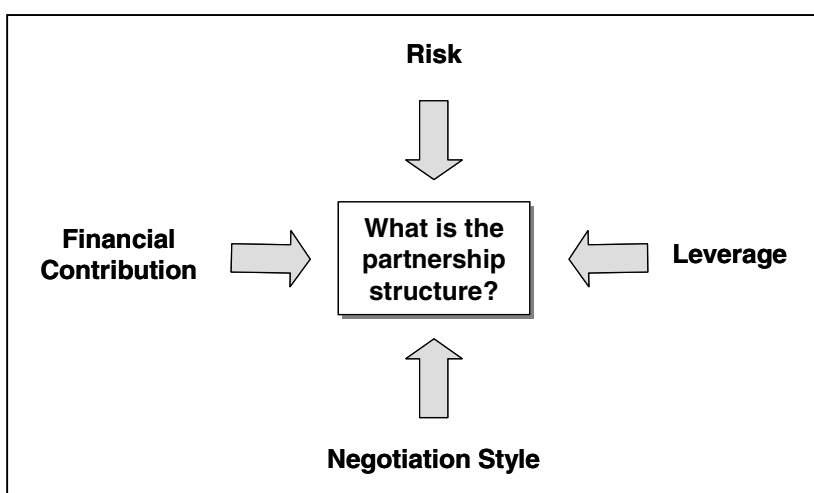 Risk
Financial
Contribution
What is the
partnership
structure?
Leverage
Negotiation Style